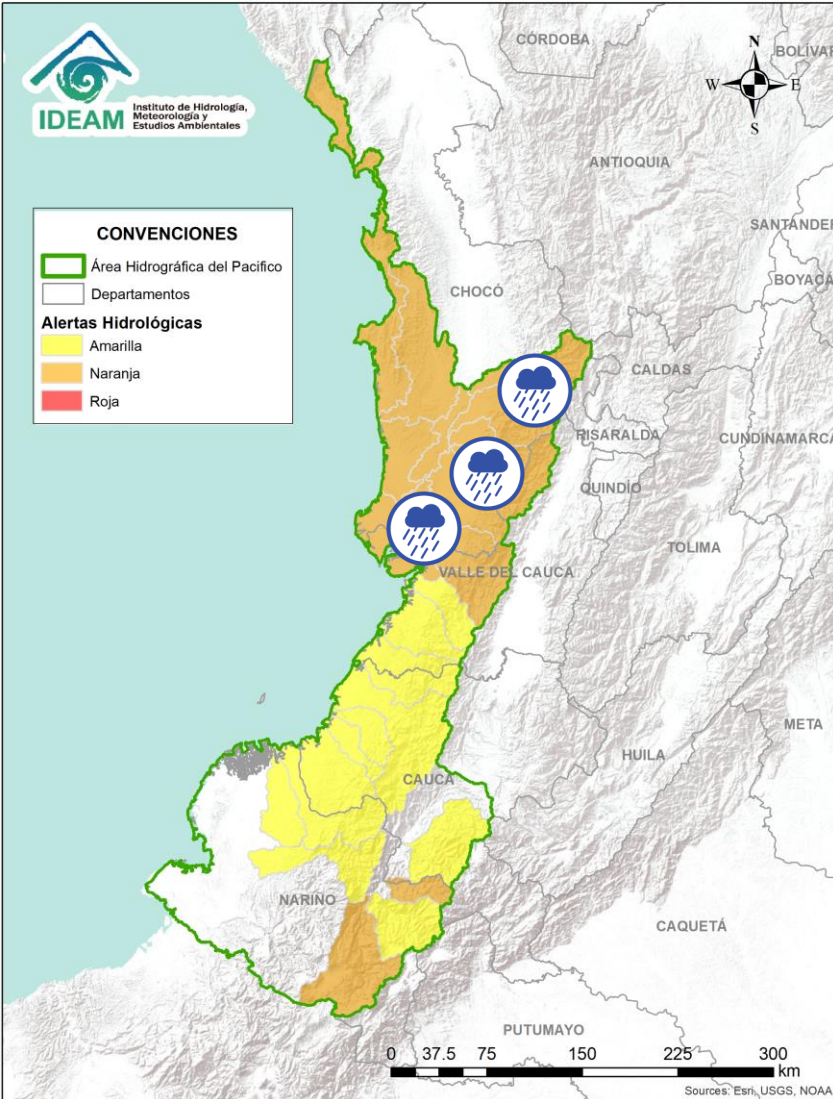 IDEAM
Instituto de Hidrología,
Meteorología y
Estudios Ambientales
CÓRDOBA
BOLÍVAR
N
W
E
S
ANTIOQUIA
SANTANDER
BOYACÁ
CONVENCIONES
Área Hidrográfica del Pacifico
Departamentos
Alertas Hidrológicas
Amarilla
Naranja
Roja
CHOCÓ
CALDAS
RISARALDA
CUNDINAMARCA
QUINDÍO
TOLIMA
VALLE DEL CAUCA
META
HUILA
CAUCA
NARIÑO
CAQUETÁ
PUTUMAYO
0 37.5 75 150 225 300
km
Sources: Esri, USGS, NOAA